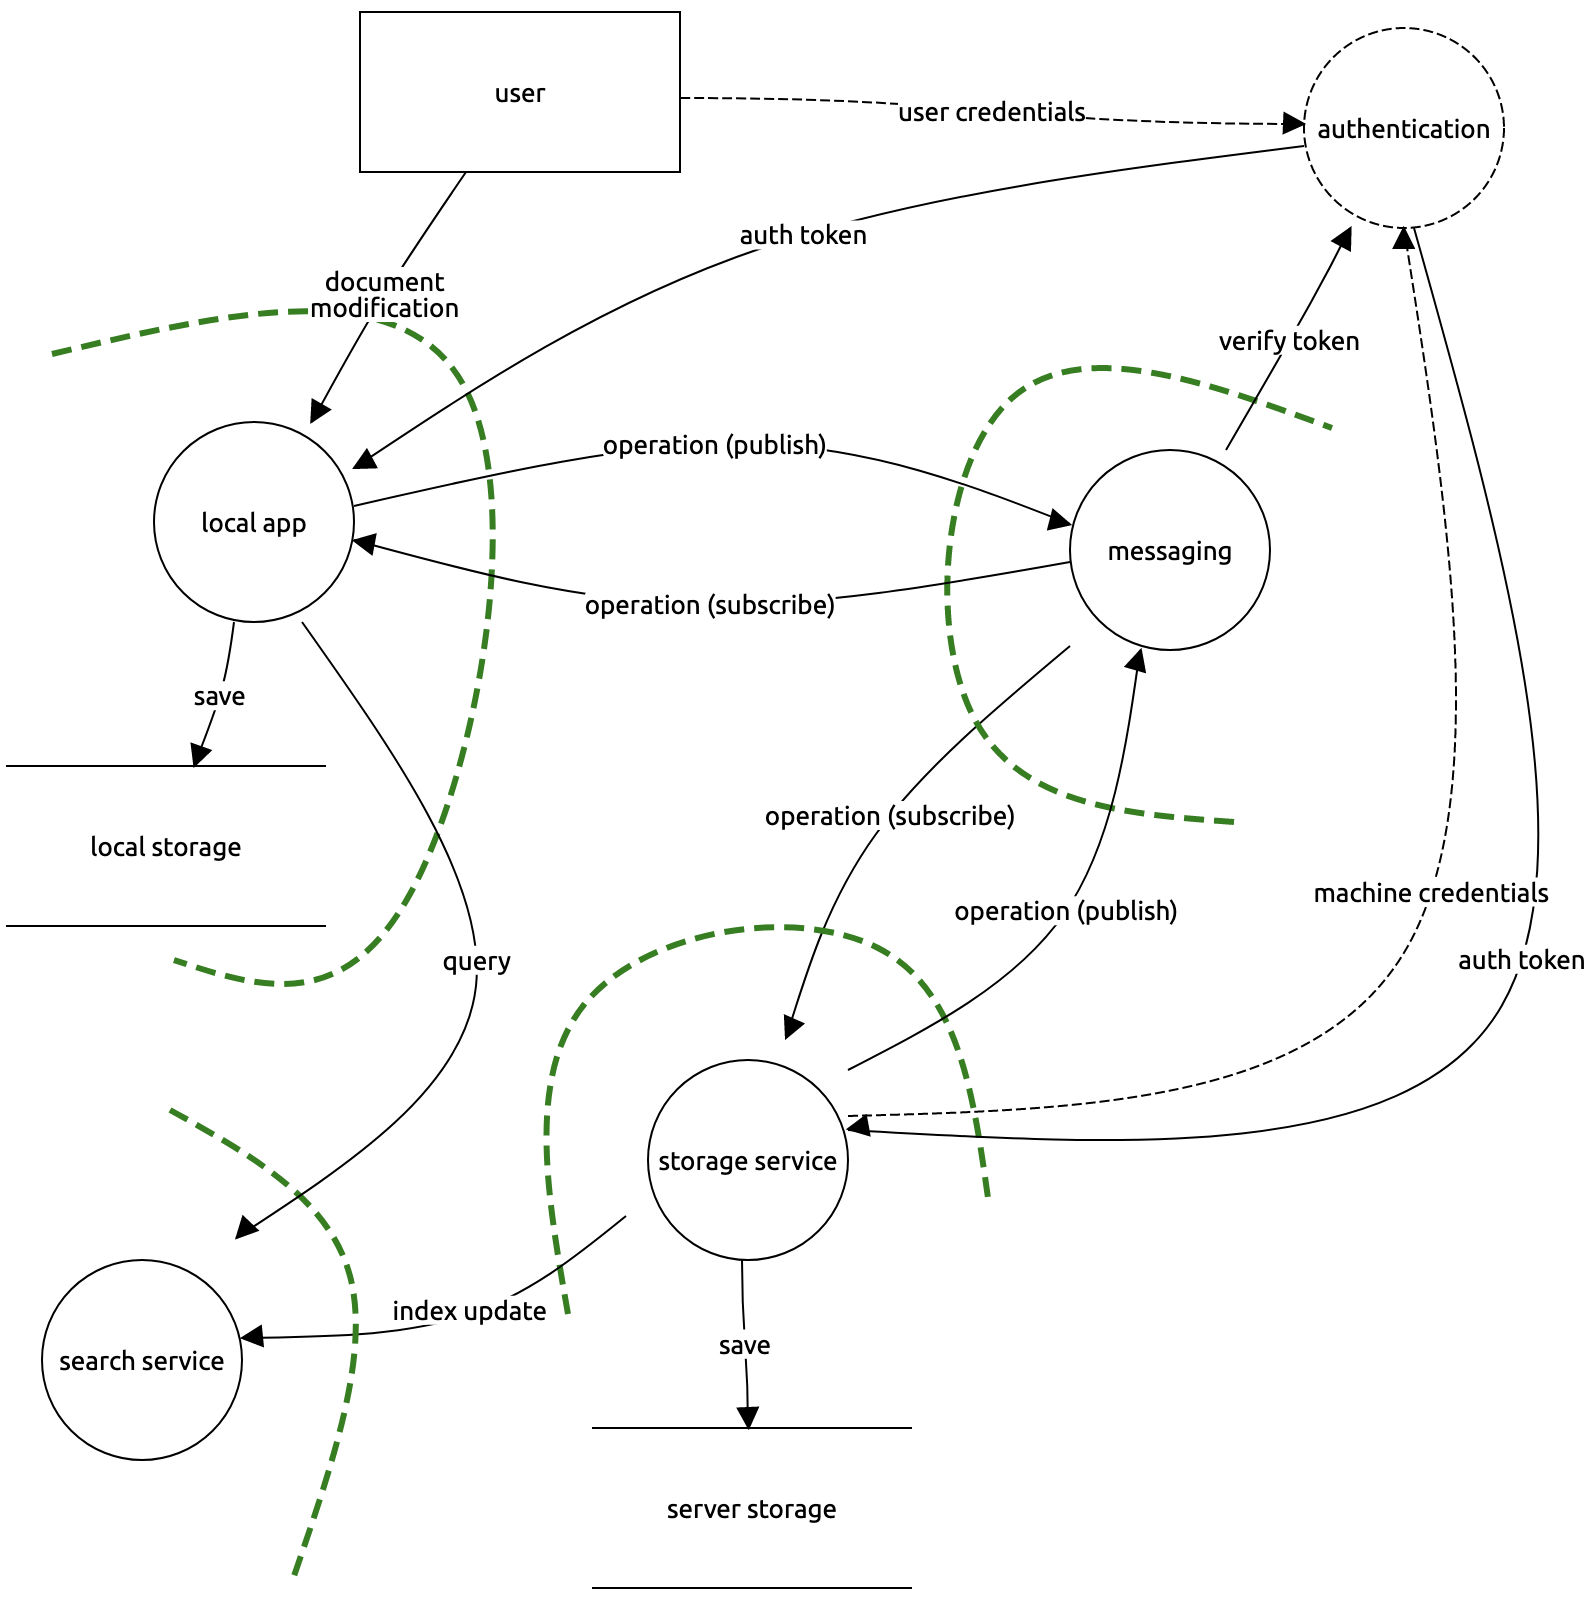 user
user credentials
authentication
auth token
document
modification
verify token
operation (publish)
local app
messaging
operation (subscribe)
save
operation (subscribe)
local storage
machine credentials
operation (publish)
query
auth token
storage service
index update
save
search service
server storage